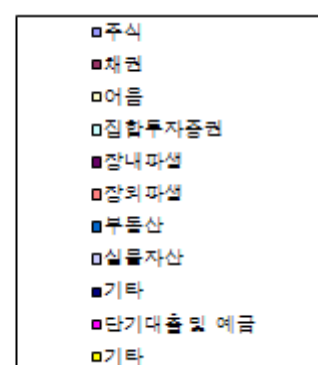 주식
채권
어음
집합투자증권
장내파생
장외파생
부동산
실물자산
기타
단기대출및 예금
기타